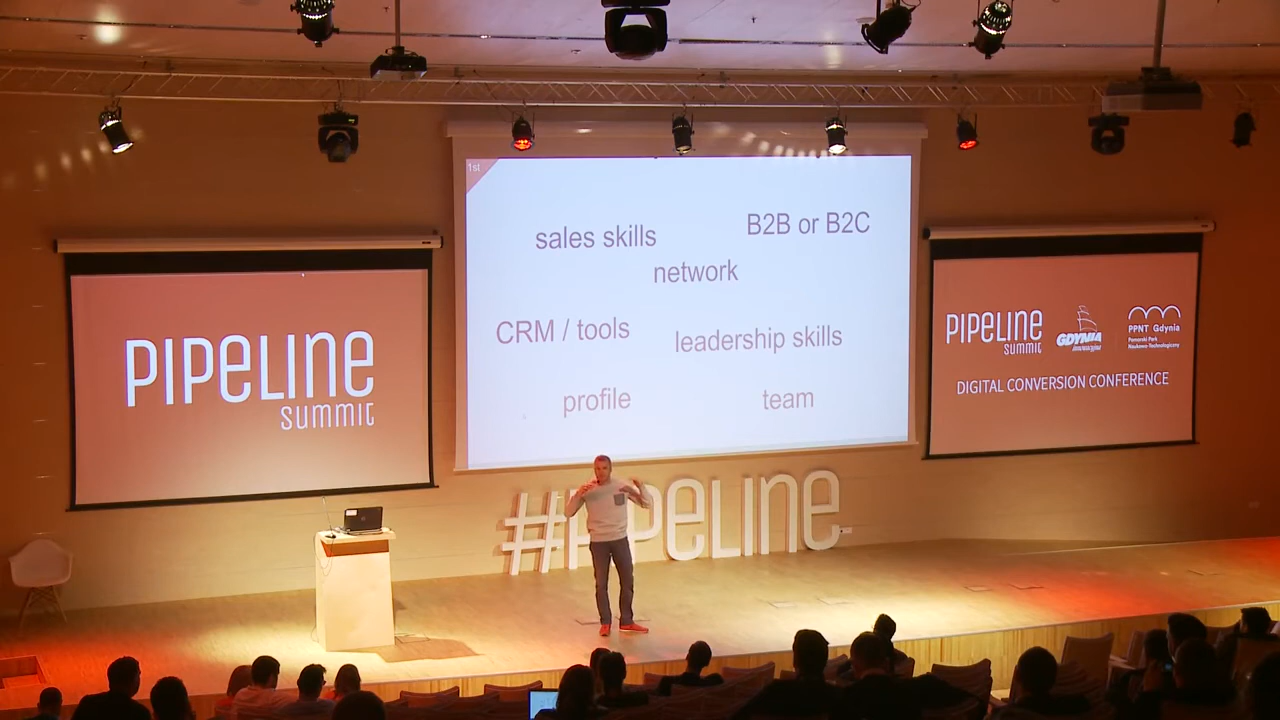 1st
sales skills
B2B or B2C
network
CRM / tools
leadership skills
profile
team
PIPELINE
SUMMIT
PIPELINE
SUMMIT
GDYNIA
PPNT Gdynia
Pomorski Park
Naukowo-Technologiczny
DIGITAL CONVERSION CONFERENCE
#PIPELINE